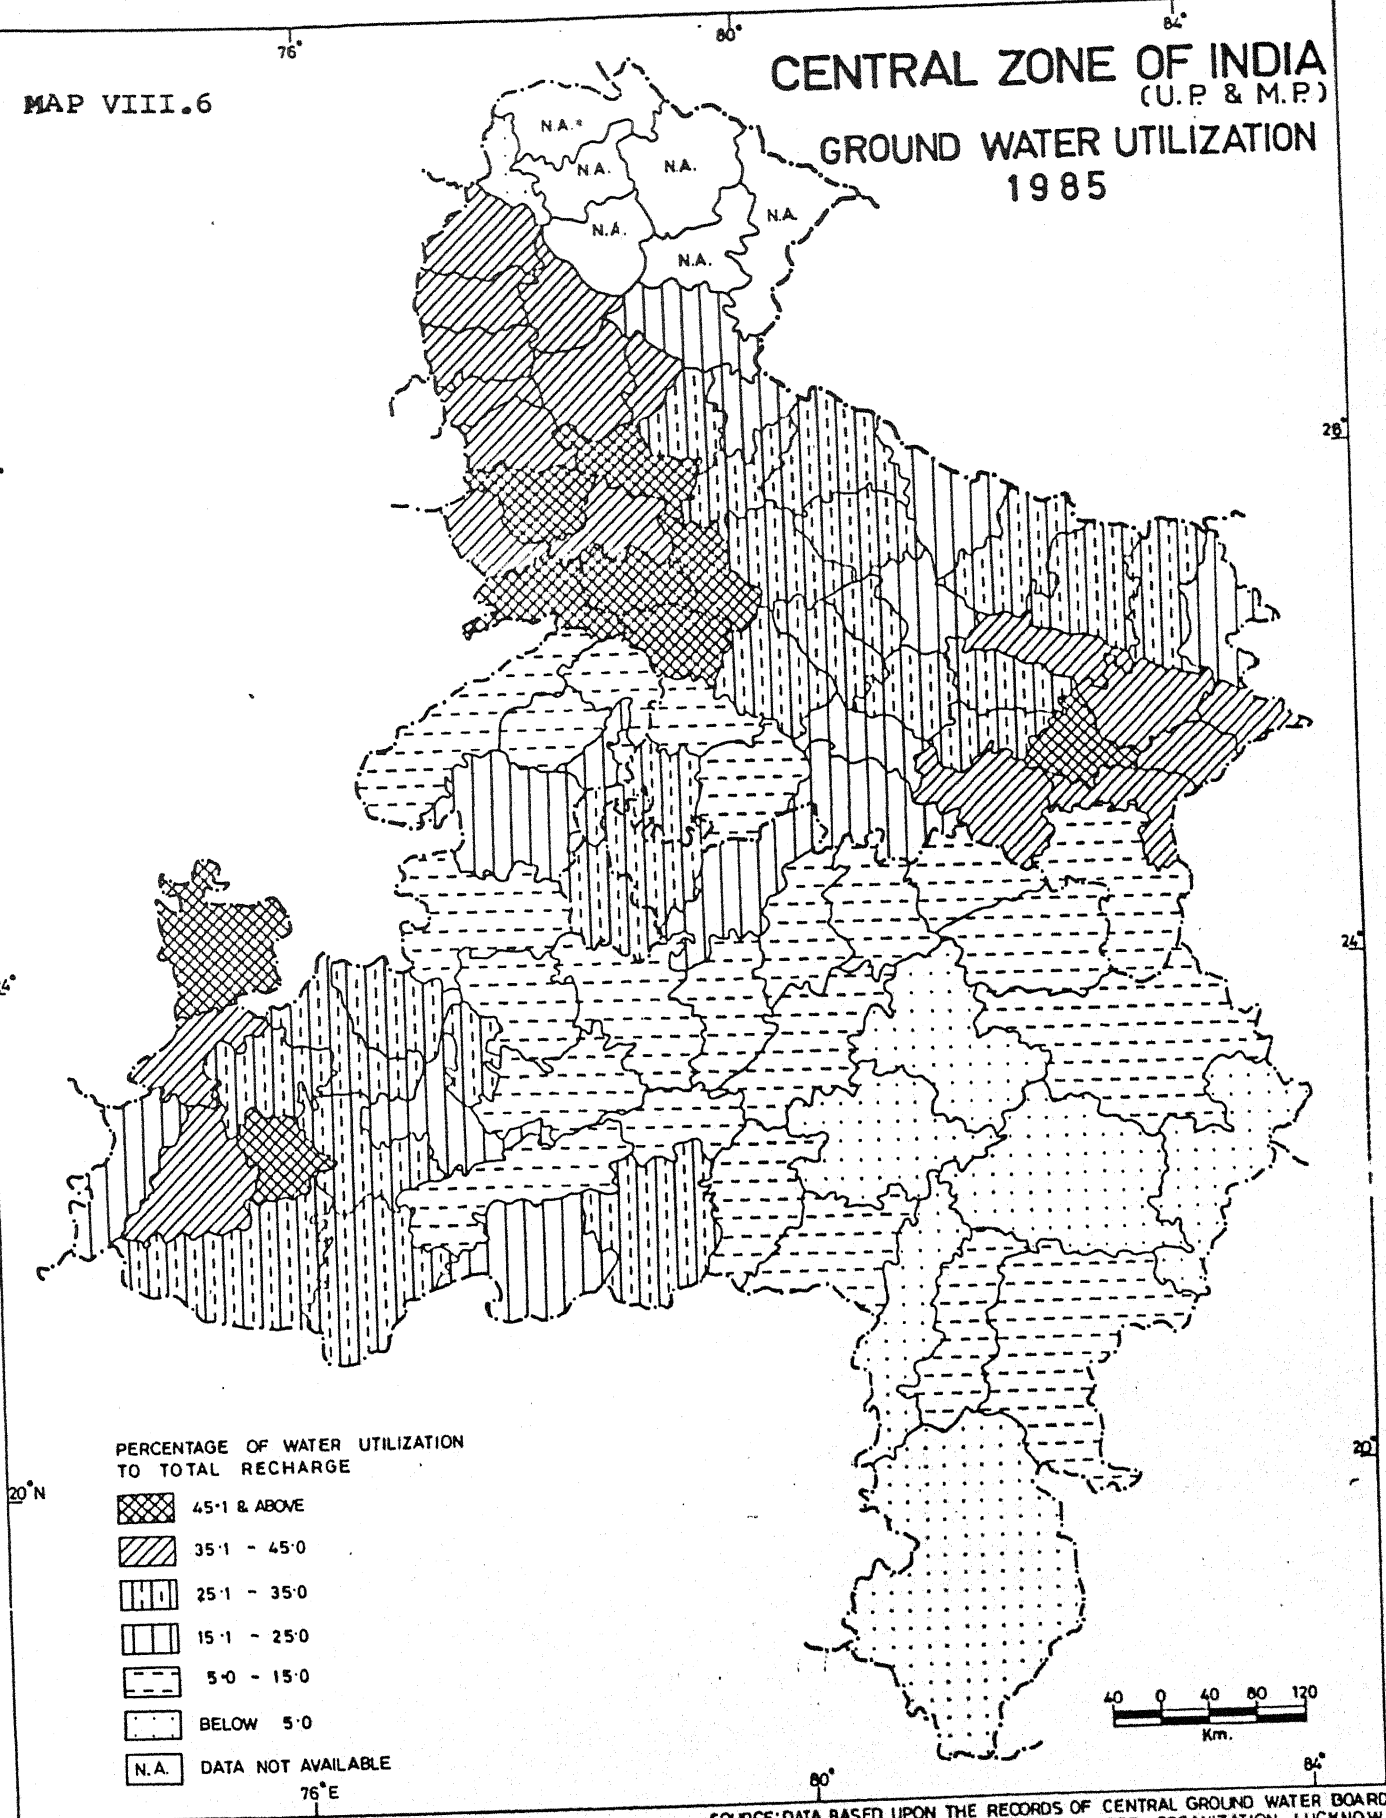 76°
80°
84°
MAP VIII.6
CENTRAL ZONE OF INDIA
(U.P. & M.P.)
GROUND WATER UTILIZATION
1985
N.A.*
N.A.
N.A.
N.A.
N.A.
N.A.
28°
24°
20°
20°N
PERCENTAGE OF WATER UTILIZATION
TO TOTAL RECHARGE
45·1 & ABOVE
35·1 - 45·0
25·1 - 35·0
15·1 - 25·0
5·0 - 15·0
BELOW 5·0
N.A. DATA NOT AVAILABLE
40 0 40 80 120
Km.
76°E
80°
84°
SOURCE: DATA BASED UPON THE RECORDS OF CENTRAL GROUND WATER BOARD